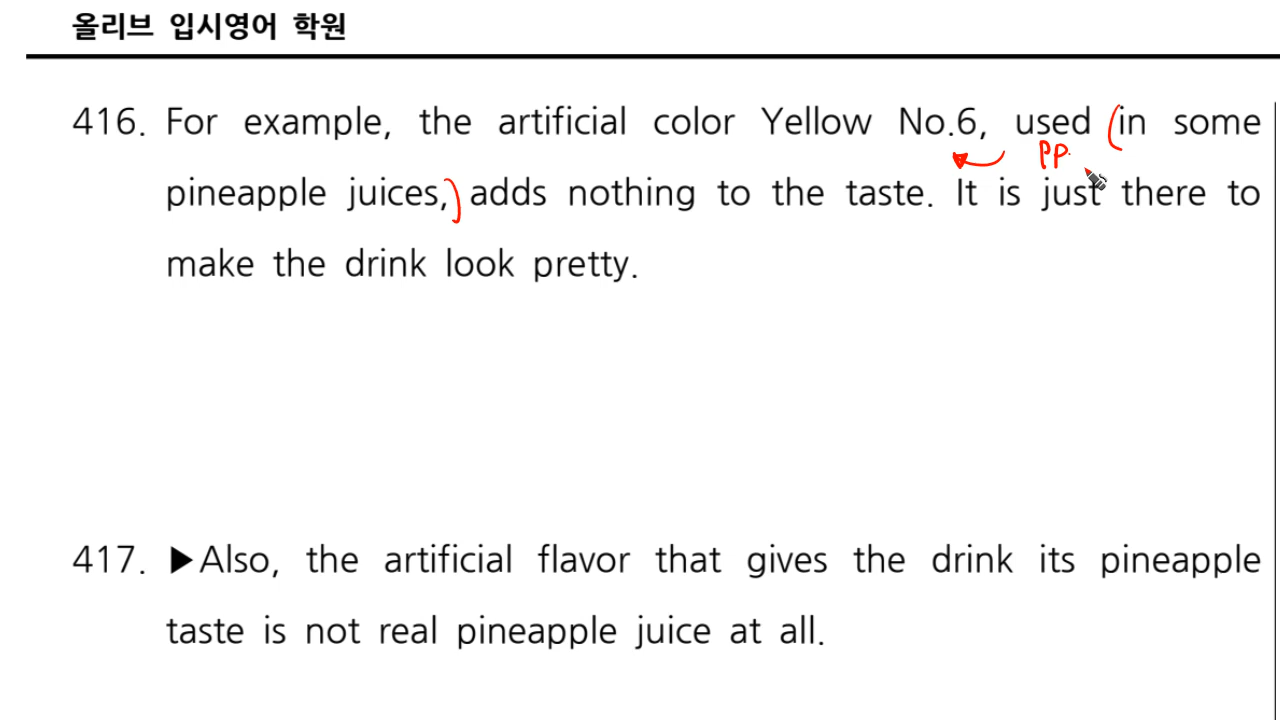 올리브 입시영어 학원
416. For example, the artificial color Yellow No.6, used (in some
pp.
pineapple juices,) adds nothing to the taste. It is just there to
make the drink look pretty.
417. ▶Also, the artificial flavor that gives the drink its pineapple
taste is not real pineapple juice at all.